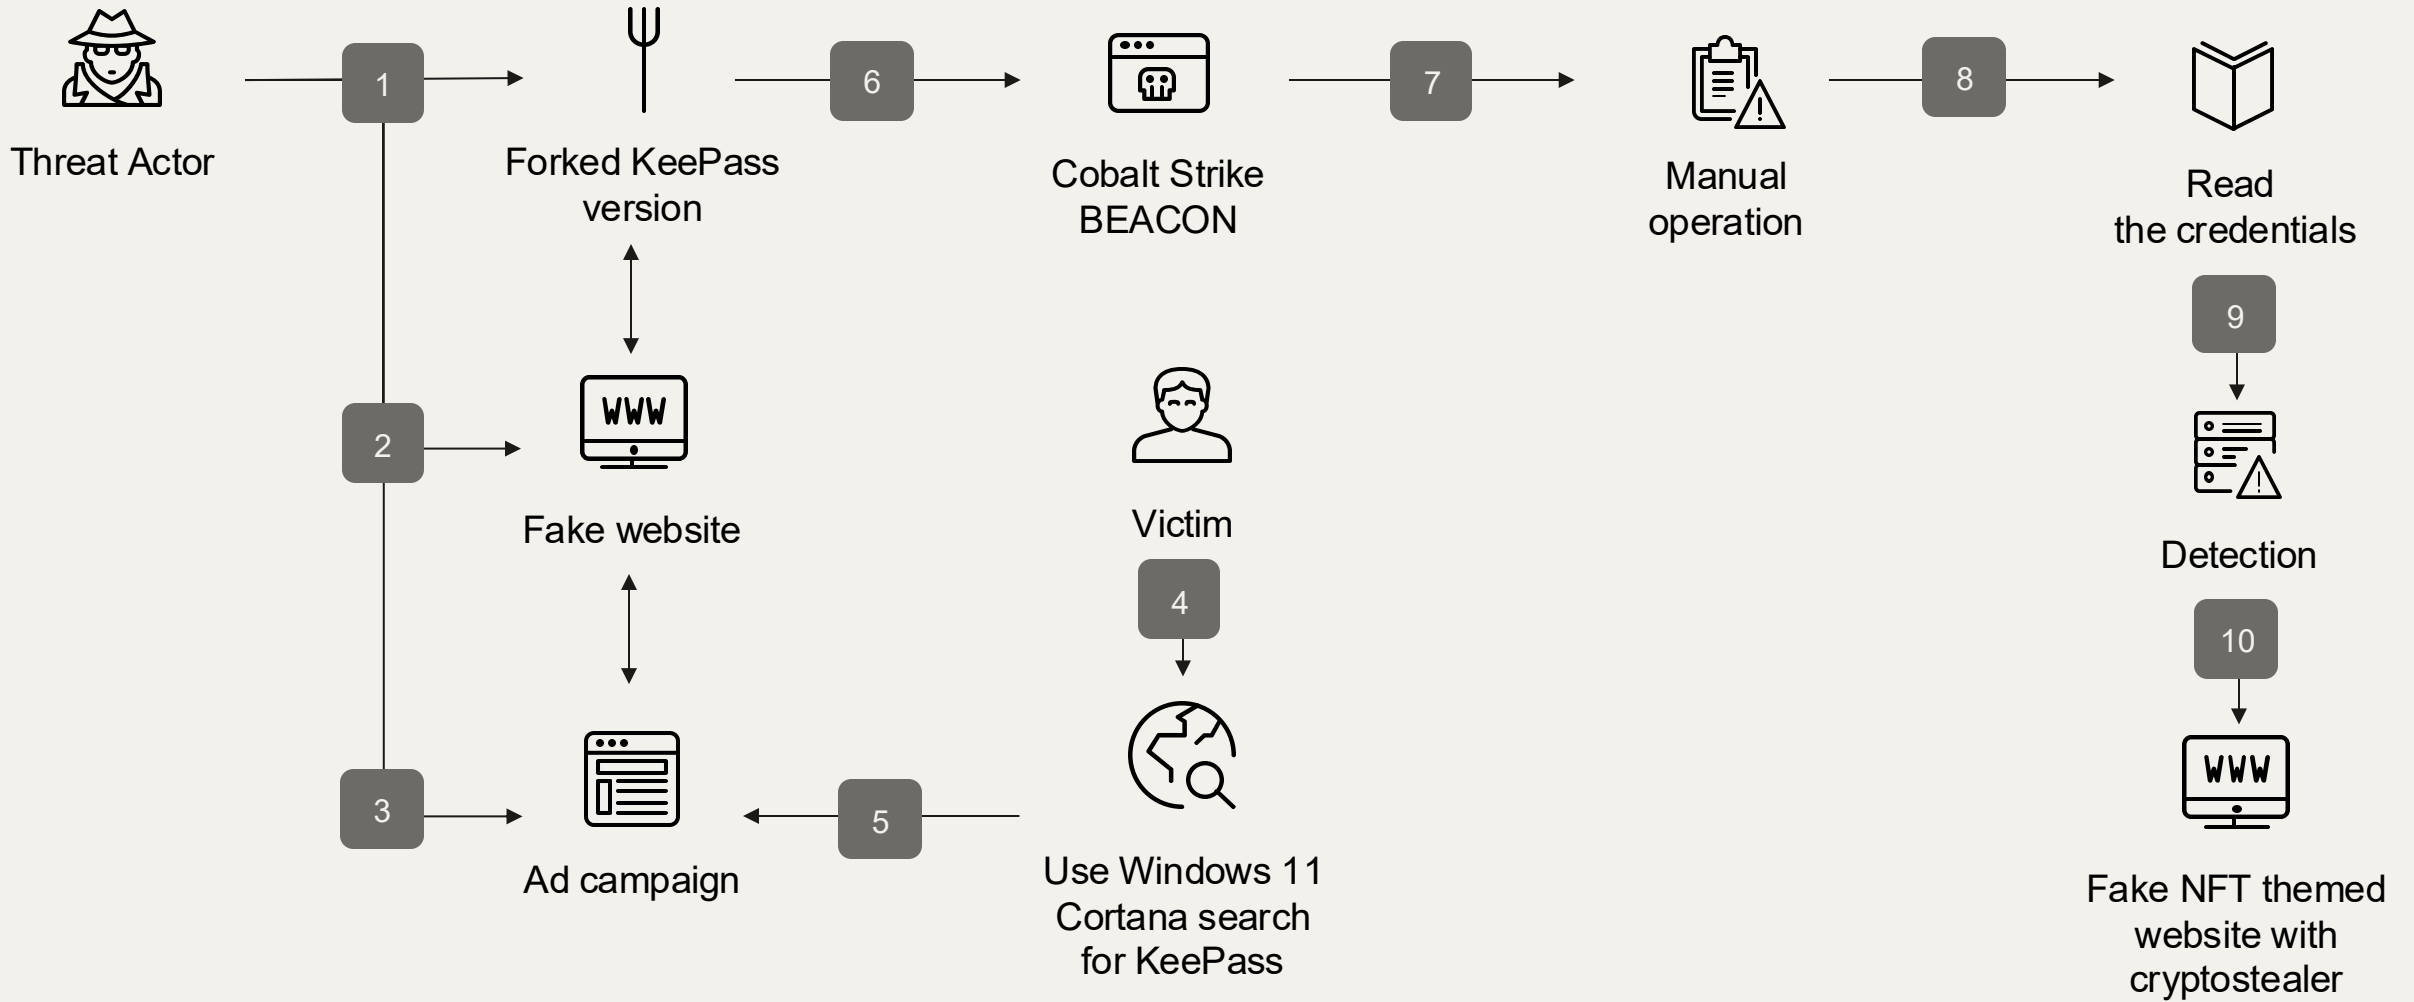 1
6
7
8
Threat Actor
Forked KeePass
version
Cobalt Strike
BEACON
Manual
operation
Read
the credentials
9
WWW
2
Fake website
Victim
Detection
4
10
3
Ad campaign
5
Use Windows 11
Cortana search
for KeePass
WWW
Fake NFT themed
website with
cryptostealer